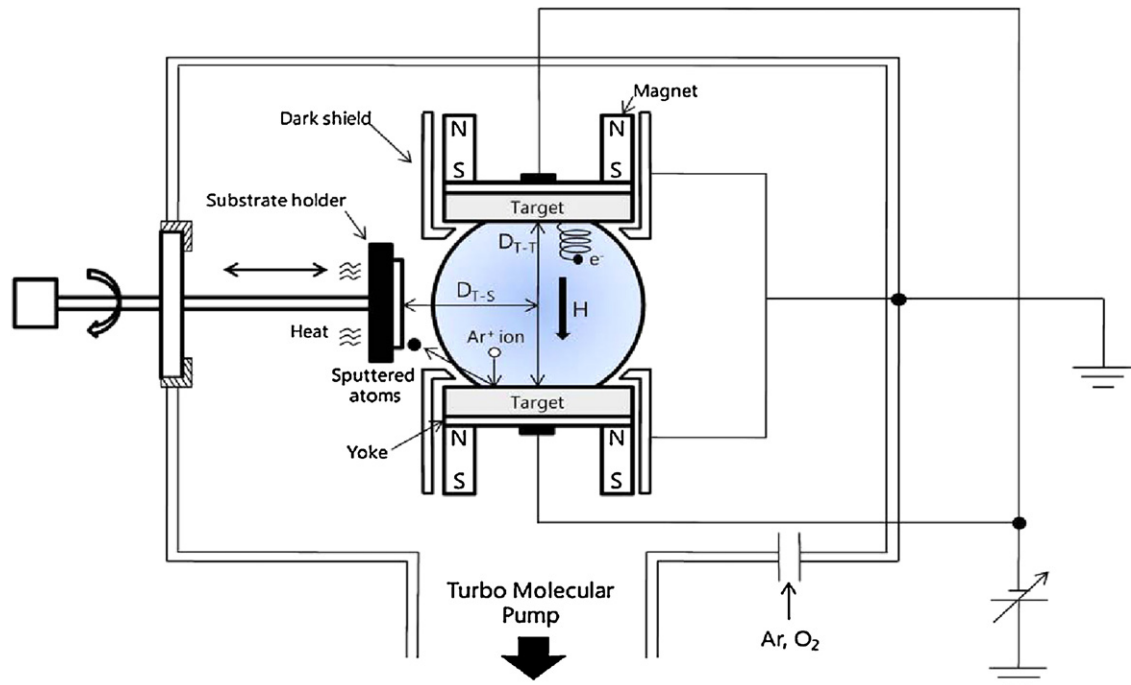 Magnet
Dark shield
N
N
S
S
Substrate holder
Target
D_T-T
e-
D_T-S
H
Heat
Ar+ ion
Sputtered
atoms
Target
Yoke
N
N
S
S
Turbo Molecular
Pump
Ar, O₂